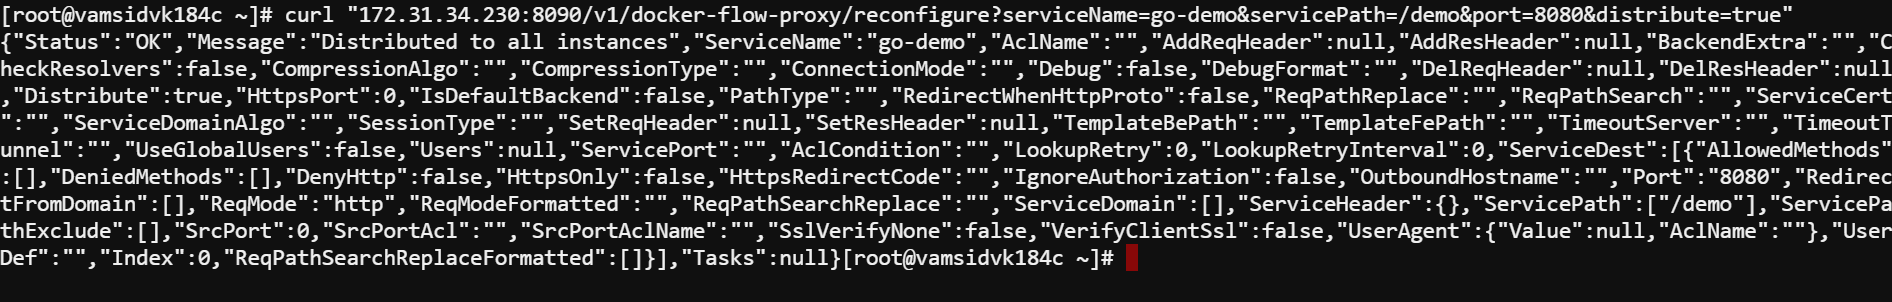 [root@vamsidvk184c ~]# curl "172.31.34.230:8090/v1/docker-flow-proxy/reconfigure?serviceName=go-demo&servicePath=/demo&port=8080&distribute=true"
{"Status":"OK","Message":"Distributed to all instances","ServiceName":"go-demo","AclName":"","AddReqHeader":null,"AddResHeader":null,"BackendExtra":"","C
heckResolvers":false,"CompressionAlgo":"","CompressionType":"","ConnectionMode":"","Debug":false,"DebugFormat":"","DelReqHeader":null,"DelResHeader":null
,"Distribute":true,"HttpsPort":0,"IsDefaultBackend":false,"PathType":"","RedirectWhenHttpProto":false,"ReqPathReplace":"","ReqPathSearch":"","ServiceCert
":"","ServiceDomainAlgo":"","SessionType":"","SetReqHeader":null,"SetResHeader":null,"TemplateBePath":"","TemplateFePath":"","TimeoutServer":"","TimeoutT
unnel":"","UseGlobalUsers":false,"Users":null,"ServicePort":"","AclCondition":"","LookupRetry":0,"LookupRetryInterval":0,"ServiceDest":[{"AllowedMethods"
:[],"DeniedMethods":[],"DenyHttp":false,"HttpsOnly":false,"HttpsRedirectCode":"","IgnoreAuthorization":false,"OutboundHostname":"","Port":"8080","Redirec
tFromDomain":[],"ReqMode":"http","ReqModeFormatted":"","ReqPathSearchReplace":"","ServiceDomain":[],"ServiceHeader":{},"ServicePath":["/demo"],"ServicePa
thExclude":[],"SrcPort":0,"SrcPortAcl":"","SrcPortAclName":"","SslVerifyNone":false,"VerifyClientSsl":false,"UserAgent":{"Value":null,"AclName":""},"User
Def":"","Index":0,"ReqPathSearchReplaceFormatted":[]}],"Tasks":null}[root@vamsidvk184c ~]#